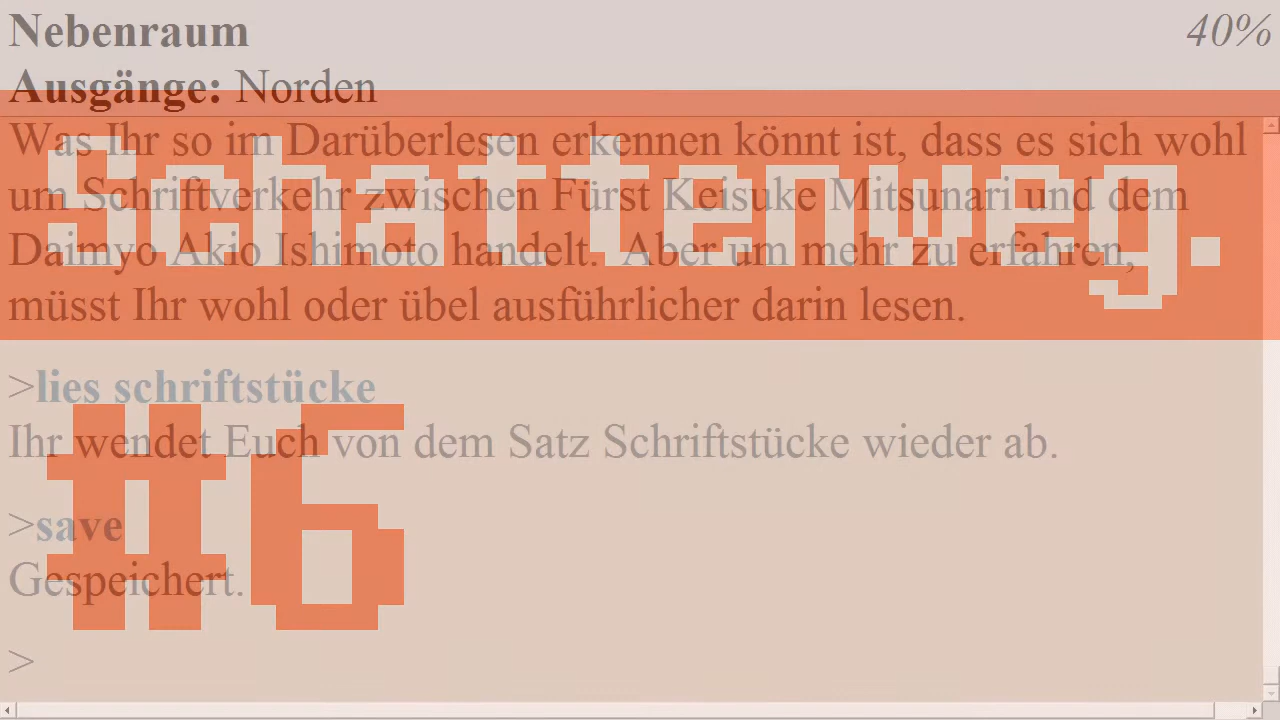 Nebenraum 40%
Ausgänge: Norden
Was Ihr so im Darüberlesen erkennen könnt ist, dass es sich wohl
um Schriftverkehr zwischen Fürst Keisuke Mitsunari und dem
Daimyo Akio Ishimoto handelt. Aber um mehr zu erfahren,
müsst Ihr wohl oder übel ausführlicher darin lesen.
Schattenweg.
>lies schriftstücke
Ihr wendet Euch von dem Satz Schriftstücke wieder ab.
#6
>save
Gespeichert.
>